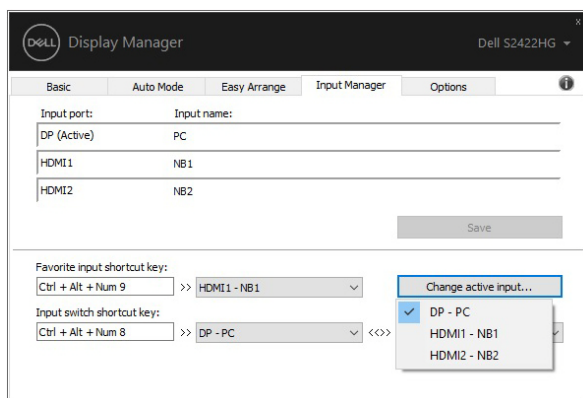 x
DELL Display Manager Dell S2422HG
Basic Auto Mode Easy Arrange Input Manager Options i
Input port: Input name:
DP (Active) PC
HDMI1 NB1
HDMI2 NB2
Save
Favorite input shortcut key:
Ctrl + Alt + Num 9 >> HDMI1 - NB1 Change active input...
Input switch shortcut key:
Ctrl + Alt + Num 8 >> DP - PC <<>>
DP - PC
HDMI1 - NB1
HDMI2 - NB2